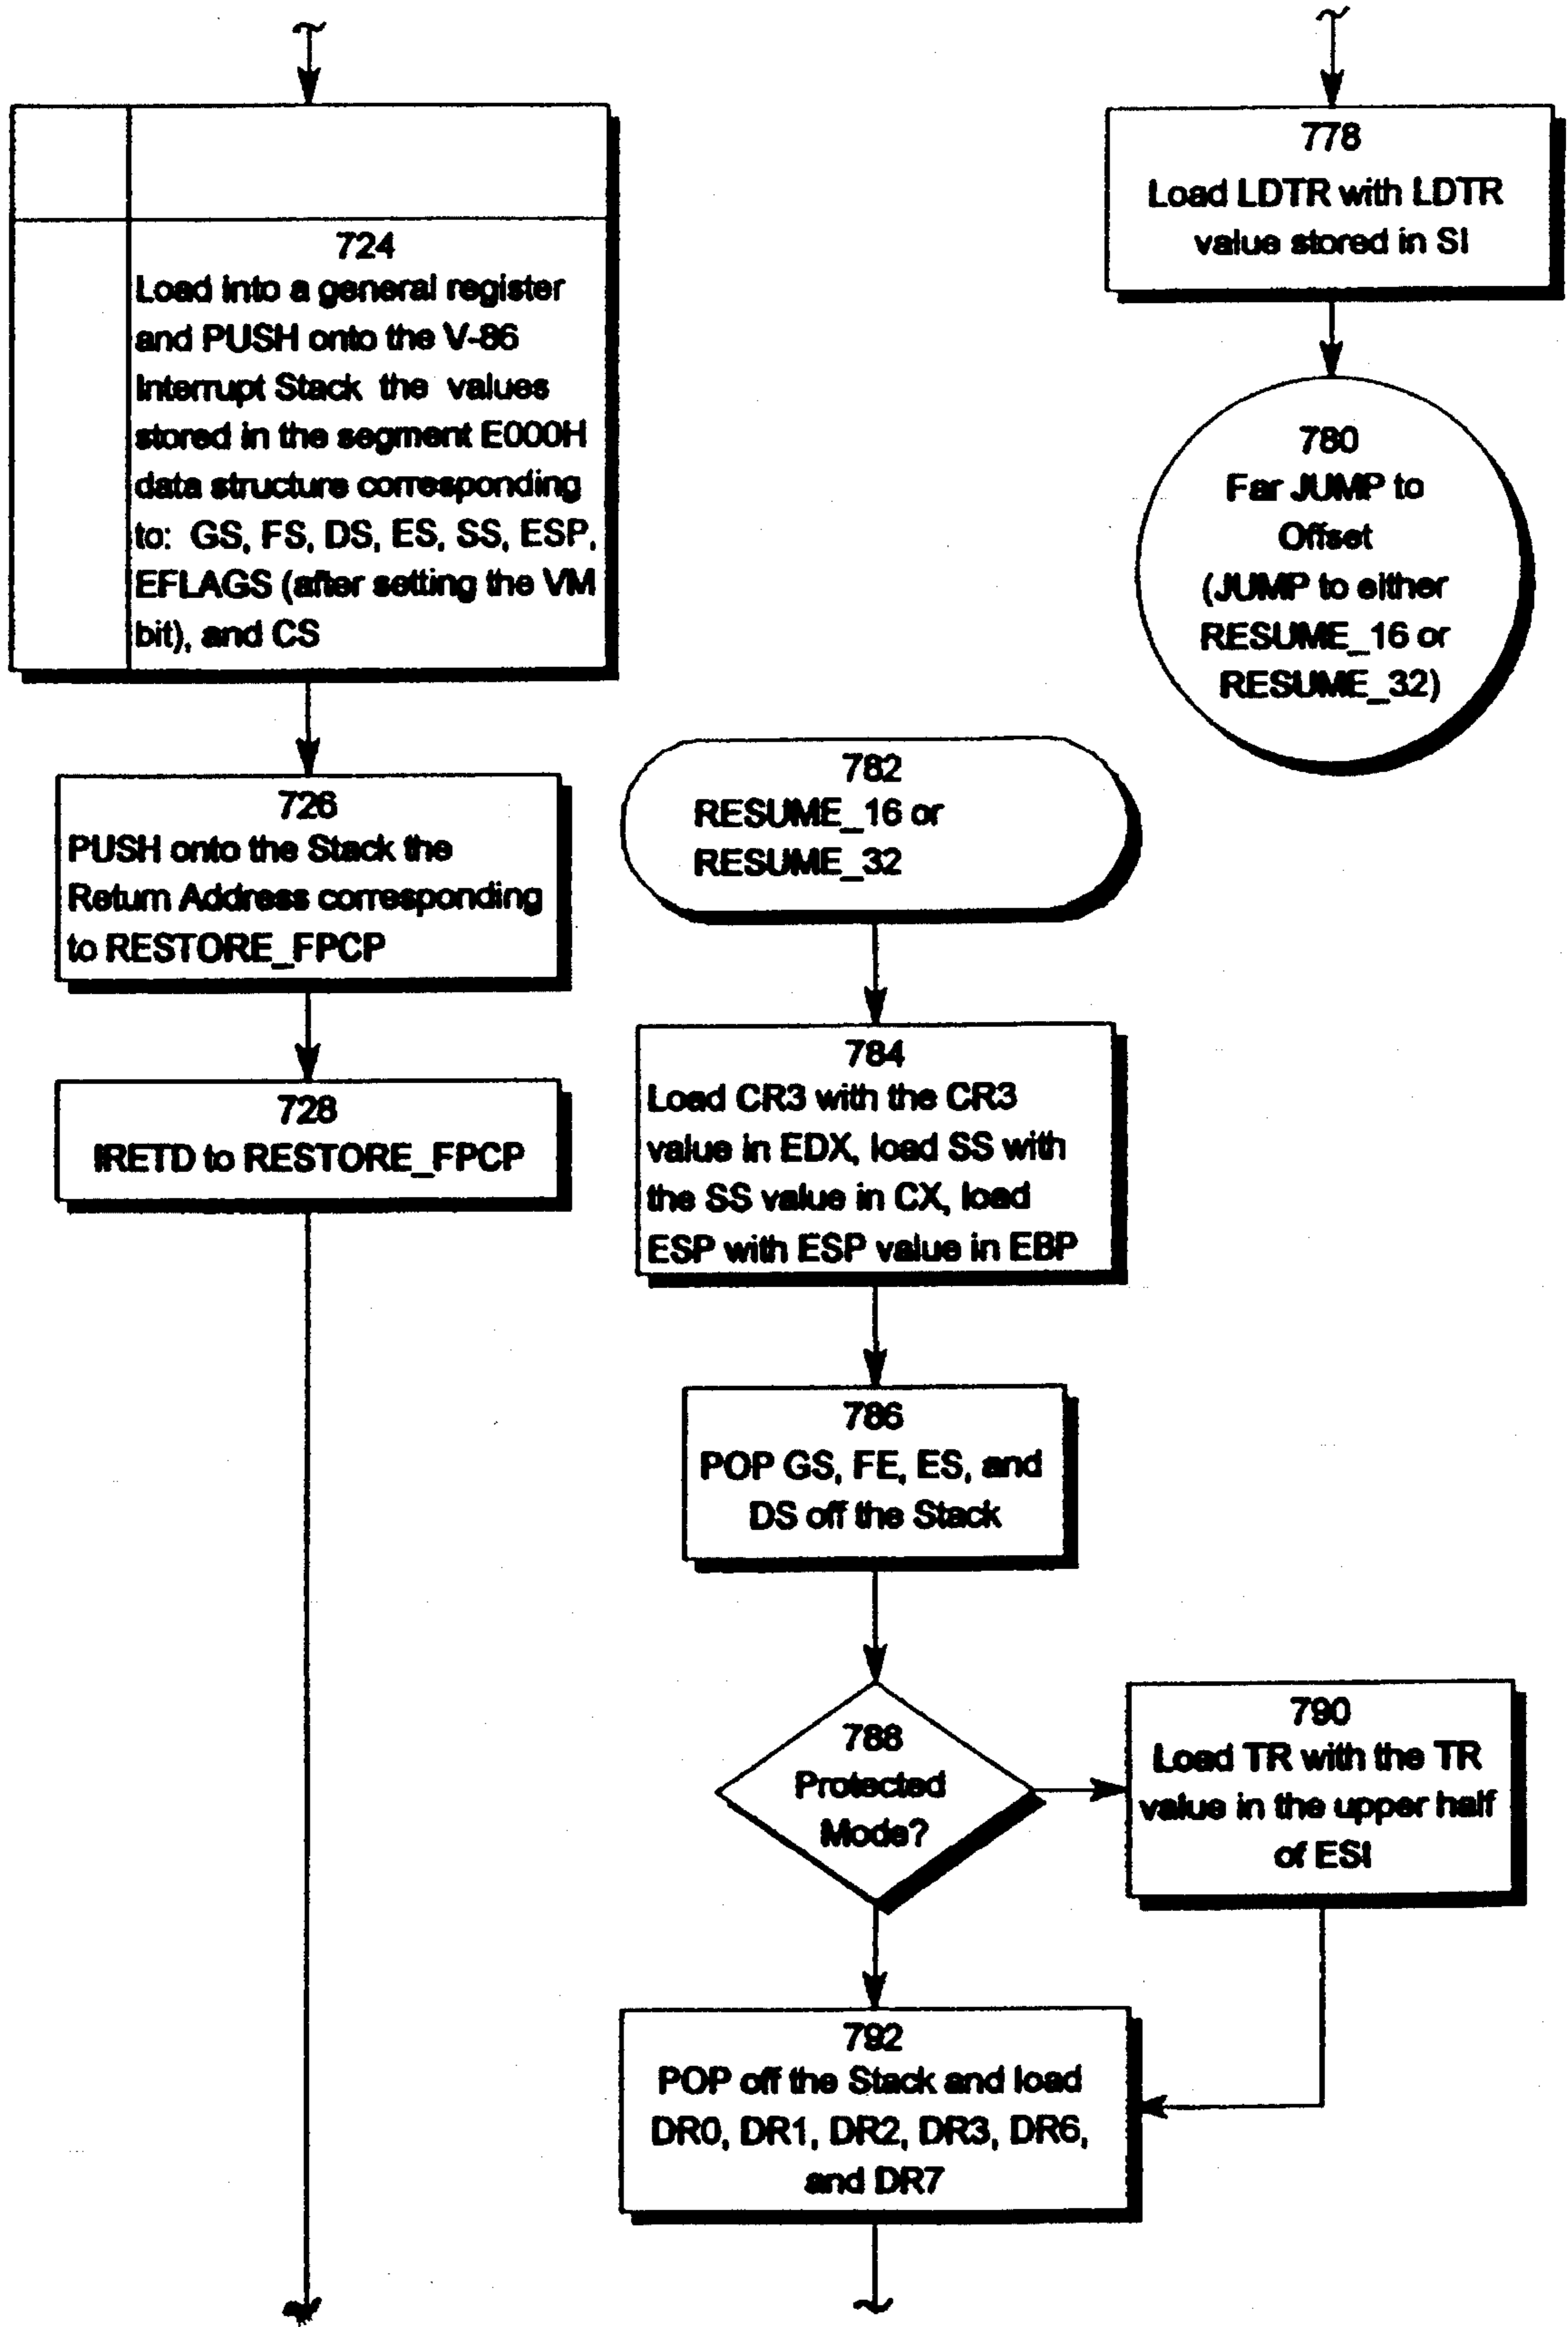 724
Load into a general register
and PUSH onto the V-86
Interrupt Stack the values
stored in the segment E000H
data structure corresponding
to: GS, FS, DS, ES, SS, ESP,
EFLAGS (after setting the VM
bit), and CS
726
PUSH onto the Stack the
Return Address corresponding
to RESTORE_FPCP
728
IRETD to RESTORE_FPCP
778
Load LDTR with LDTR
value stored in SI
780
Far JUMP to
Offset
(JUMP to either
RESUME_16 or
RESUME_32)
782
RESUME_16 or
RESUME_32
784
Load CR3 with the CR3
value in EDX, load SS with
the SS value in CX, load
ESP with ESP value in EBP
786
POP GS, FE, ES, and
DS off the Stack
788
Protected
Mode?
790
Load TR with the TR
value in the upper half
of ESI
792
POP off the Stack and load
DR0, DR1, DR2, DR3, DR6,
and DR7